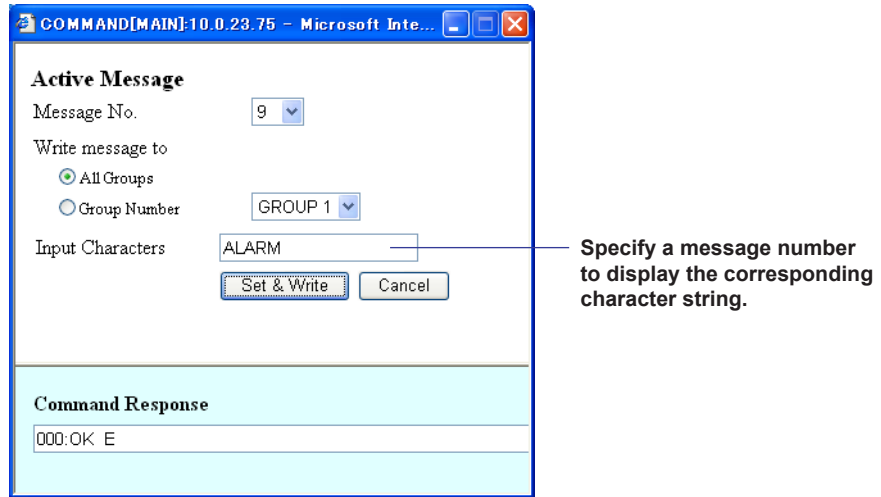 COMMAND[MAIN]:10.0.23.75 - Microsoft Inte...
Active Message
Message No. 9
Write message to
All Groups
Group Number GROUP 1
Input Characters ALARM
Set & Write Cancel
Specify a message number
to display the corresponding
character string.
Command Response
000:OK E